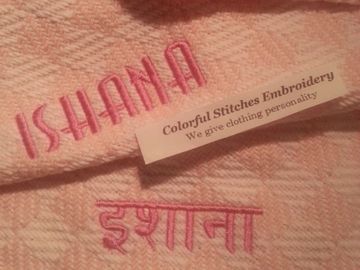 ISHANA
Colorful Stitches Embroidery
We give clothing personality
इशाना